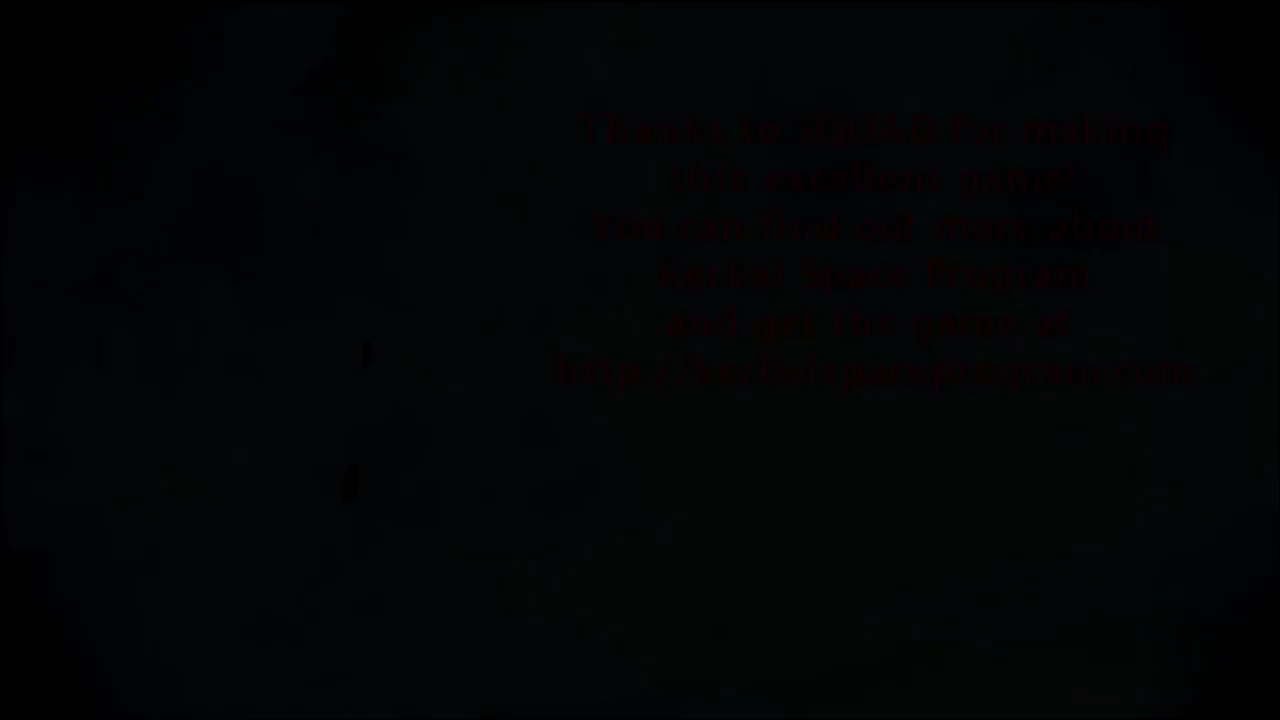 Thanks to SQUAD for making
this excellent game!
You can find out more about
Kerbal Space Program
and get the game at
http://kerbalspaceprogram.com